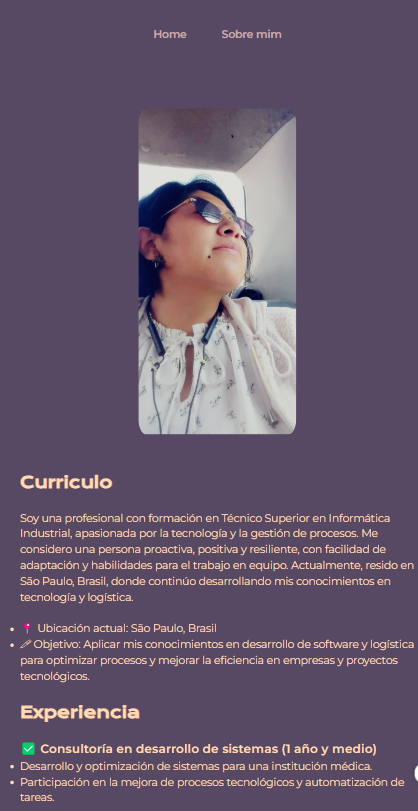 Home Sobre mim
Curriculo
Soy una profesional con formación en Técnico Superior en Informática
Industrial, apasionada por la tecnología y la gestión de procesos. Me
considero una persona proactiva, positiva y resiliente, con facilidad de
adaptación y habilidades para el trabajo en equipo. Actualmente, resido en
São Paulo, Brasil, donde continúo desarrollando mis conocimientos en
tecnología y logística.
• 📍 Ubicación actual: São Paulo, Brasil
• 🥖 Objetivo: Aplicar mis conocimientos en desarrollo de software y logística
para optimizar procesos y mejorar la eficiencia en empresas y proyectos
tecnológicos.
Experiencia
✅ Consultoría en desarrollo de sistemas (1 año y medio)
• Desarrollo y optimización de sistemas para una institución médica.
• Participación en la mejora de procesos tecnológicos y automatización de
tareas.